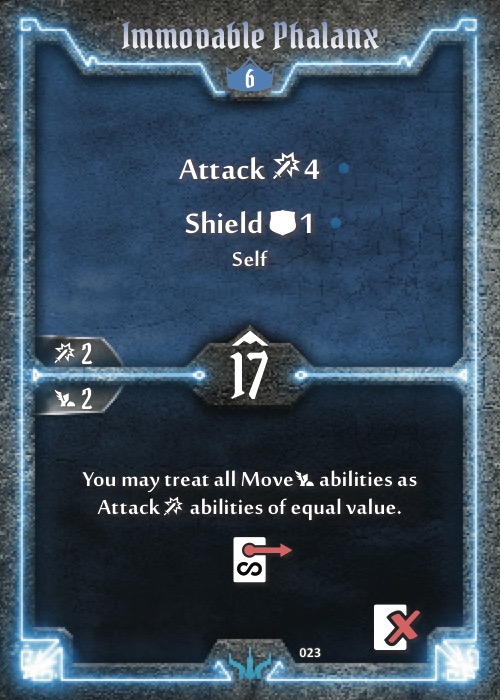 Immovable Phalanx
6
Attack 4
Shield 1
Self
2
17
2
You may treat all Move abilities as
Attack abilities of equal value.
∞
023